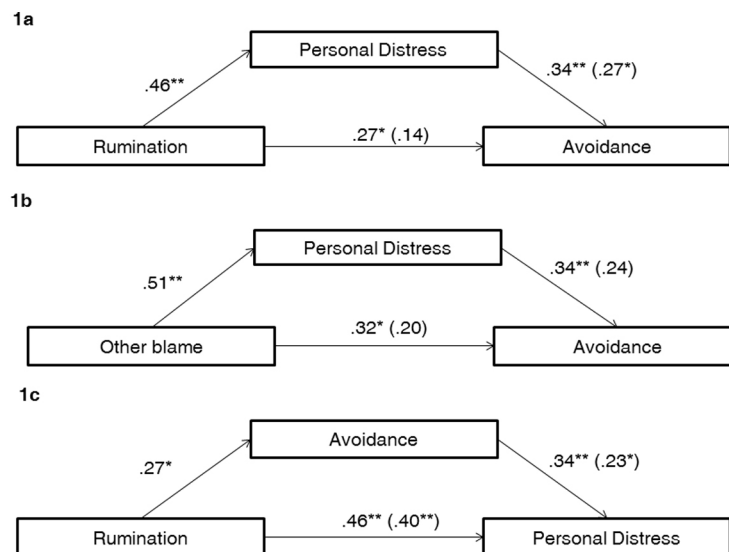 1a
Personal Distress
.46**
.34** (.27*)
Rumination
.27* (.14)
Avoidance
1b
Personal Distress
.51**
.34** (.24)
Other blame
.32* (.20)
Avoidance
1c
Avoidance
.27*
.34** (.23*)
Rumination
.46** (.40**)
Personal Distress